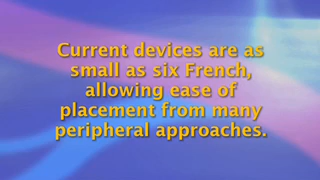 Current devices are as
small as six French,
allowing ease of
placement from many
peripheral approaches.